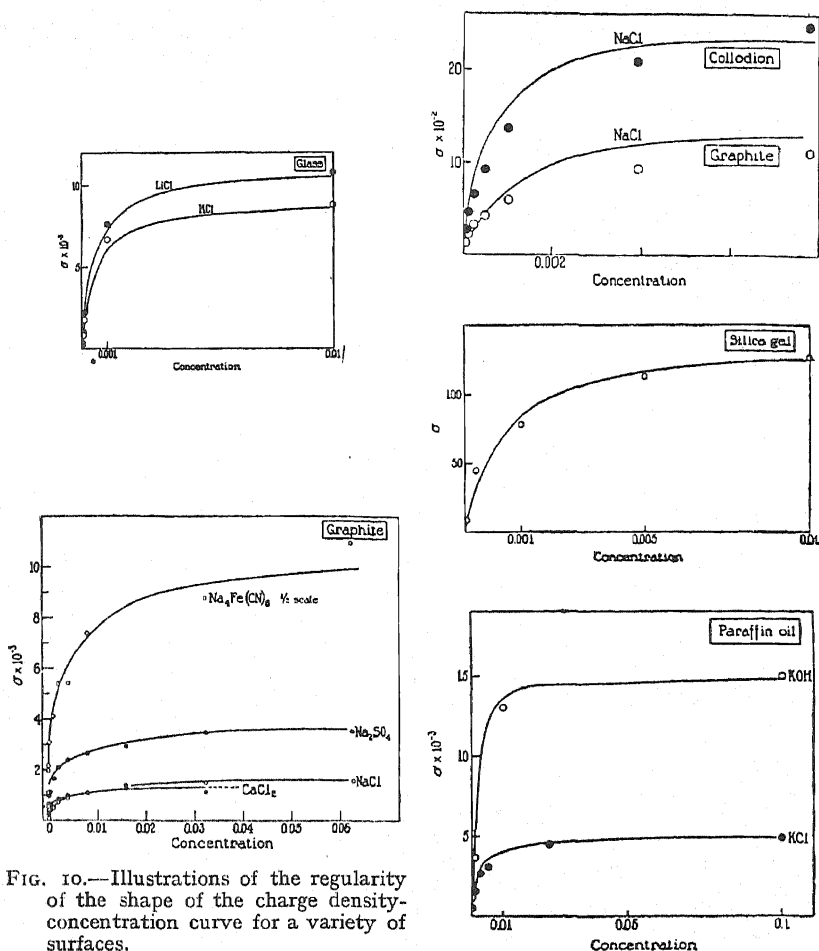 Glass
10
5
LiCl
KCl
σ x 10⁻³
0.001
0.01
Concentration
NaCl
Collodion
20
NaCl
Graphite
10
σ x 10⁻²
0.002
Concentration
Silica gel
100
50
σ
0.001
0.005
0.01
Concentration
Graphite
10
8
6
4
2
σ x 10⁻³
Na₄Fe(CN)₆ ½ scale
Na₂SO₄
NaCl
CaCl₂
0
0.01
0.02
0.03
0.04
0.05
0.06
Concentration
Paraffin oil
15
5
σ x 10⁻³
KOH
KCl
0.01
0.05
0.1
Concentration
FIG. 10.—Illustrations of the regularity
of the shape of the charge density-
concentration curve for a variety of
surfaces.